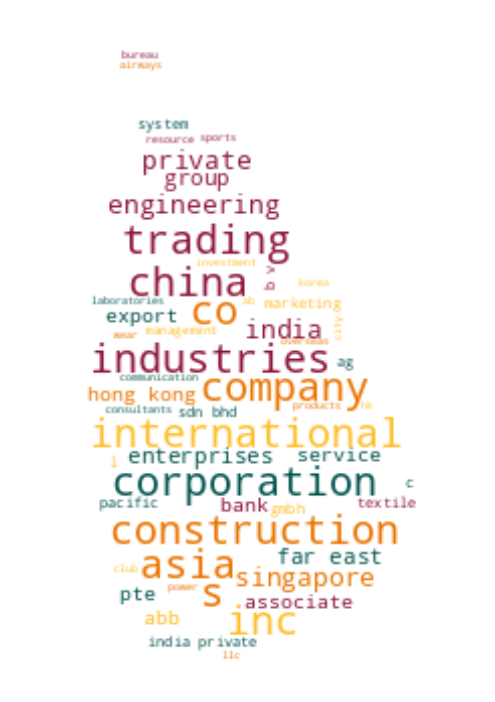 bureau
airways
system
resource sports
private
group
engineering
trading
investment
china b v korea
laboratories co ab marketing
export
wear management india city
overseas
industries ag
communication
hong kong company
consultants sdn bhd products hk
international
l enterprises service
corporation c
pacific bank gmbh textile
construction
far east
club asia singapore
power
pte s associate
abb inc
india private
llc